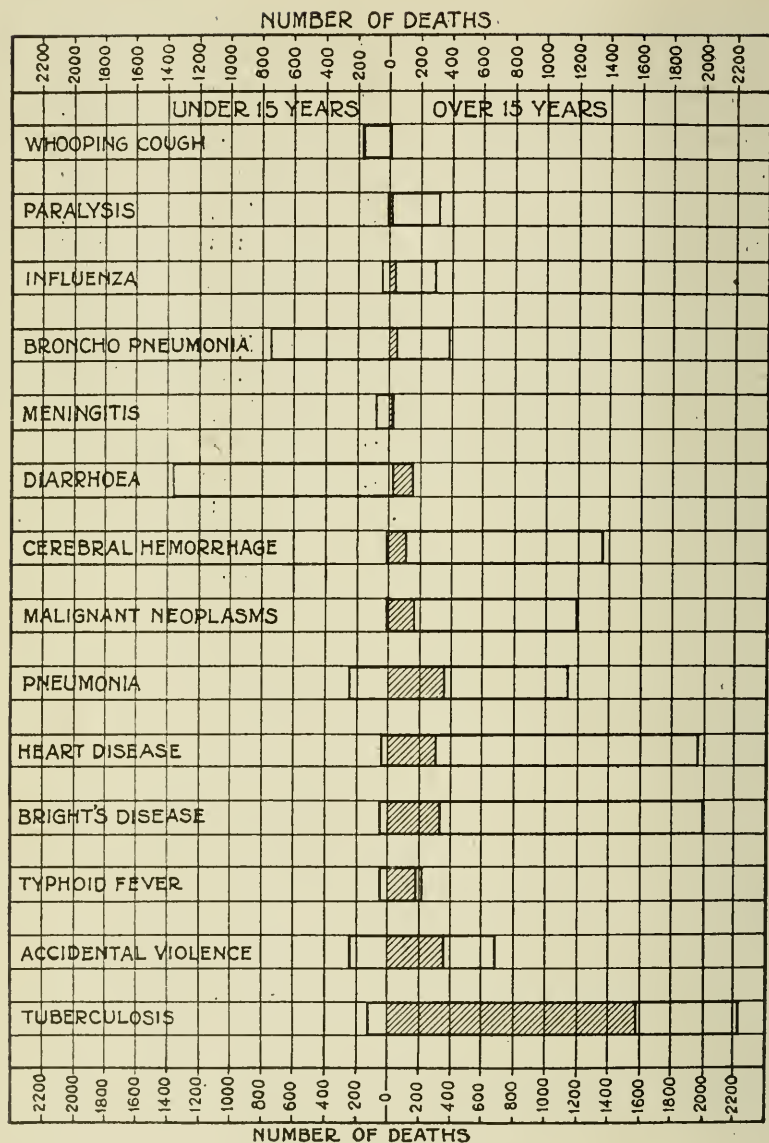 NUMBER OF DEATHS
2200 2000 1800 1600 1400 1200 1000 800 600 400 200 0 200 400 600 800 1000 1200 1400 1600 1800 2000 2200
UNDER 15 YEARS OVER 15 YEARS
WHOOPING COUGH
PARALYSIS
INFLUENZA
BRONCHO PNEUMONIA.
MENINGITIS
DIARRHOEA
CEREBRAL HEMORRHAGE
MALIGNANT NEOPLASMS
PNEUMONIA
HEART DISEASE
BRIGHT'S DISEASE
TYPHOID FEVER
ACCIDENTAL VIOLENCE
TUBERCULOSIS
2200 2000 1800 1600 1400 1200 1000 800 600 400 200 0 200 400 600 800 1000 1200 1400 1600 1800 2000 2200
NUMBER OF DEATHS